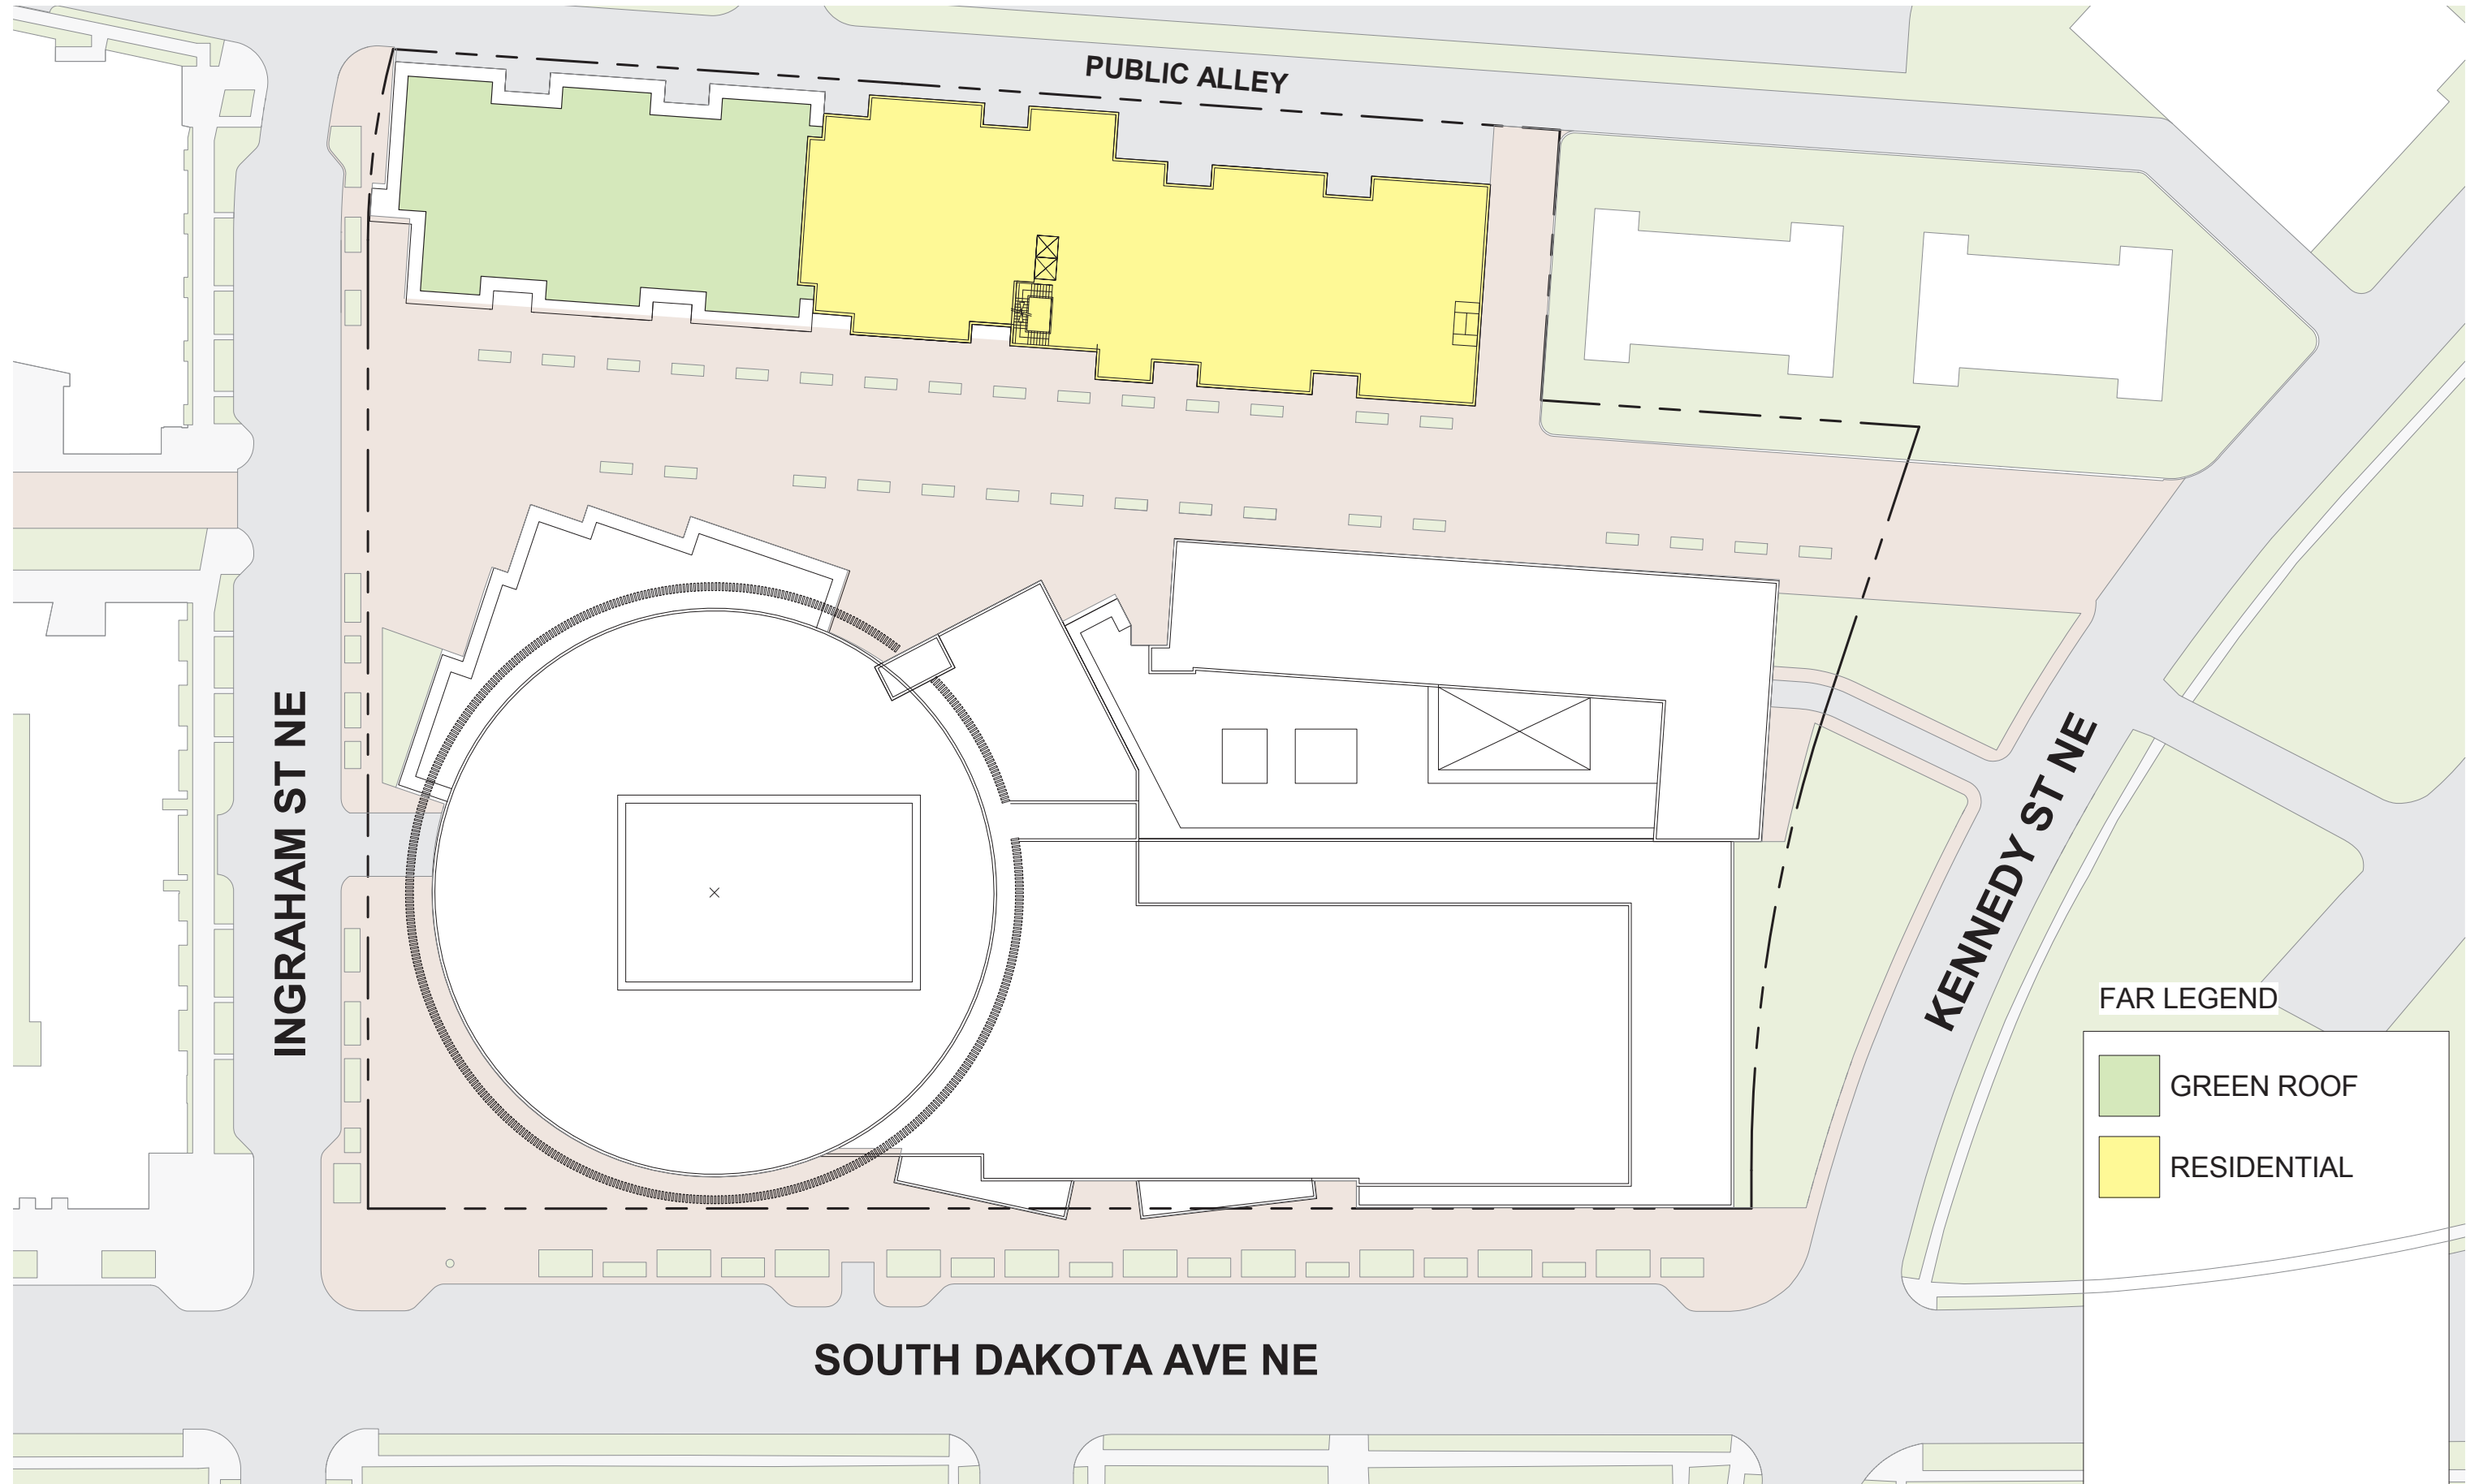 PUBLIC ALLEY
INGRAHAM ST NE
KENNEDY ST NE
FAR LEGEND
GREEN ROOF
RESIDENTIAL
SOUTH DAKOTA AVE NE